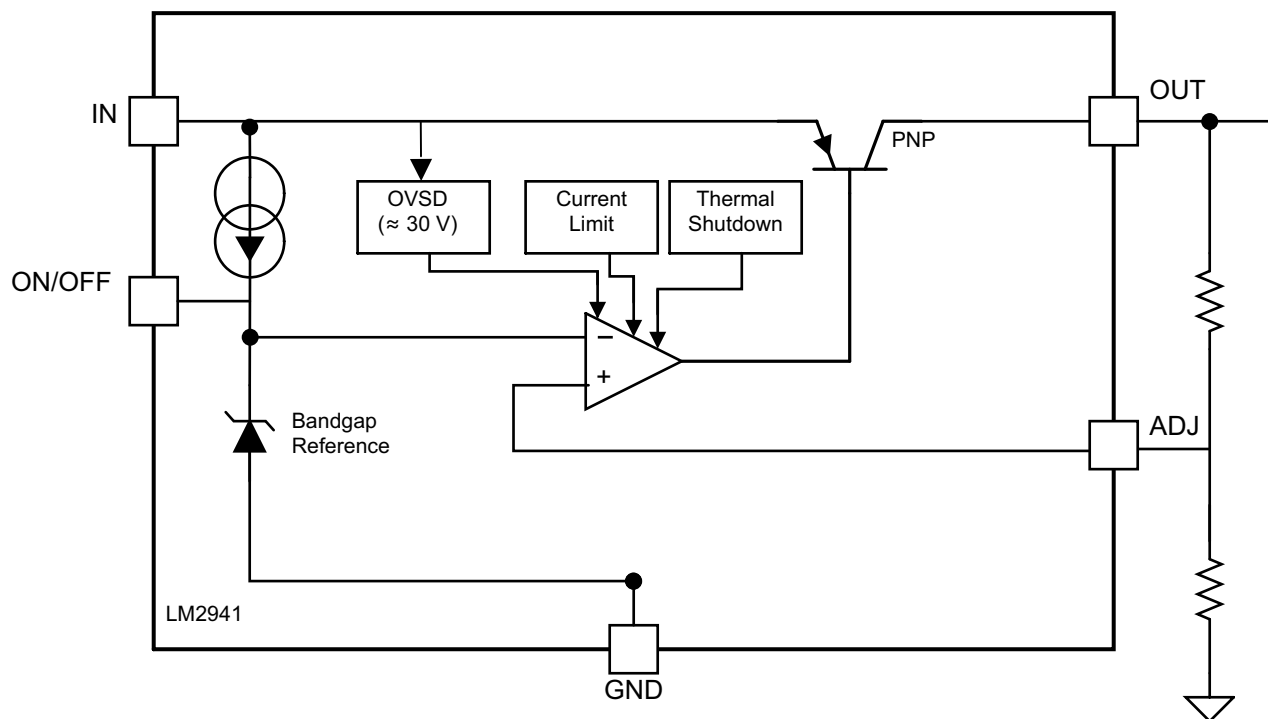 IN
OUT
PNP
OVSD
(≈ 30 V)
Current
Limit
Thermal
Shutdown
ON/OFF
−
+
Bandgap
Reference
ADJ
LM2941
GND